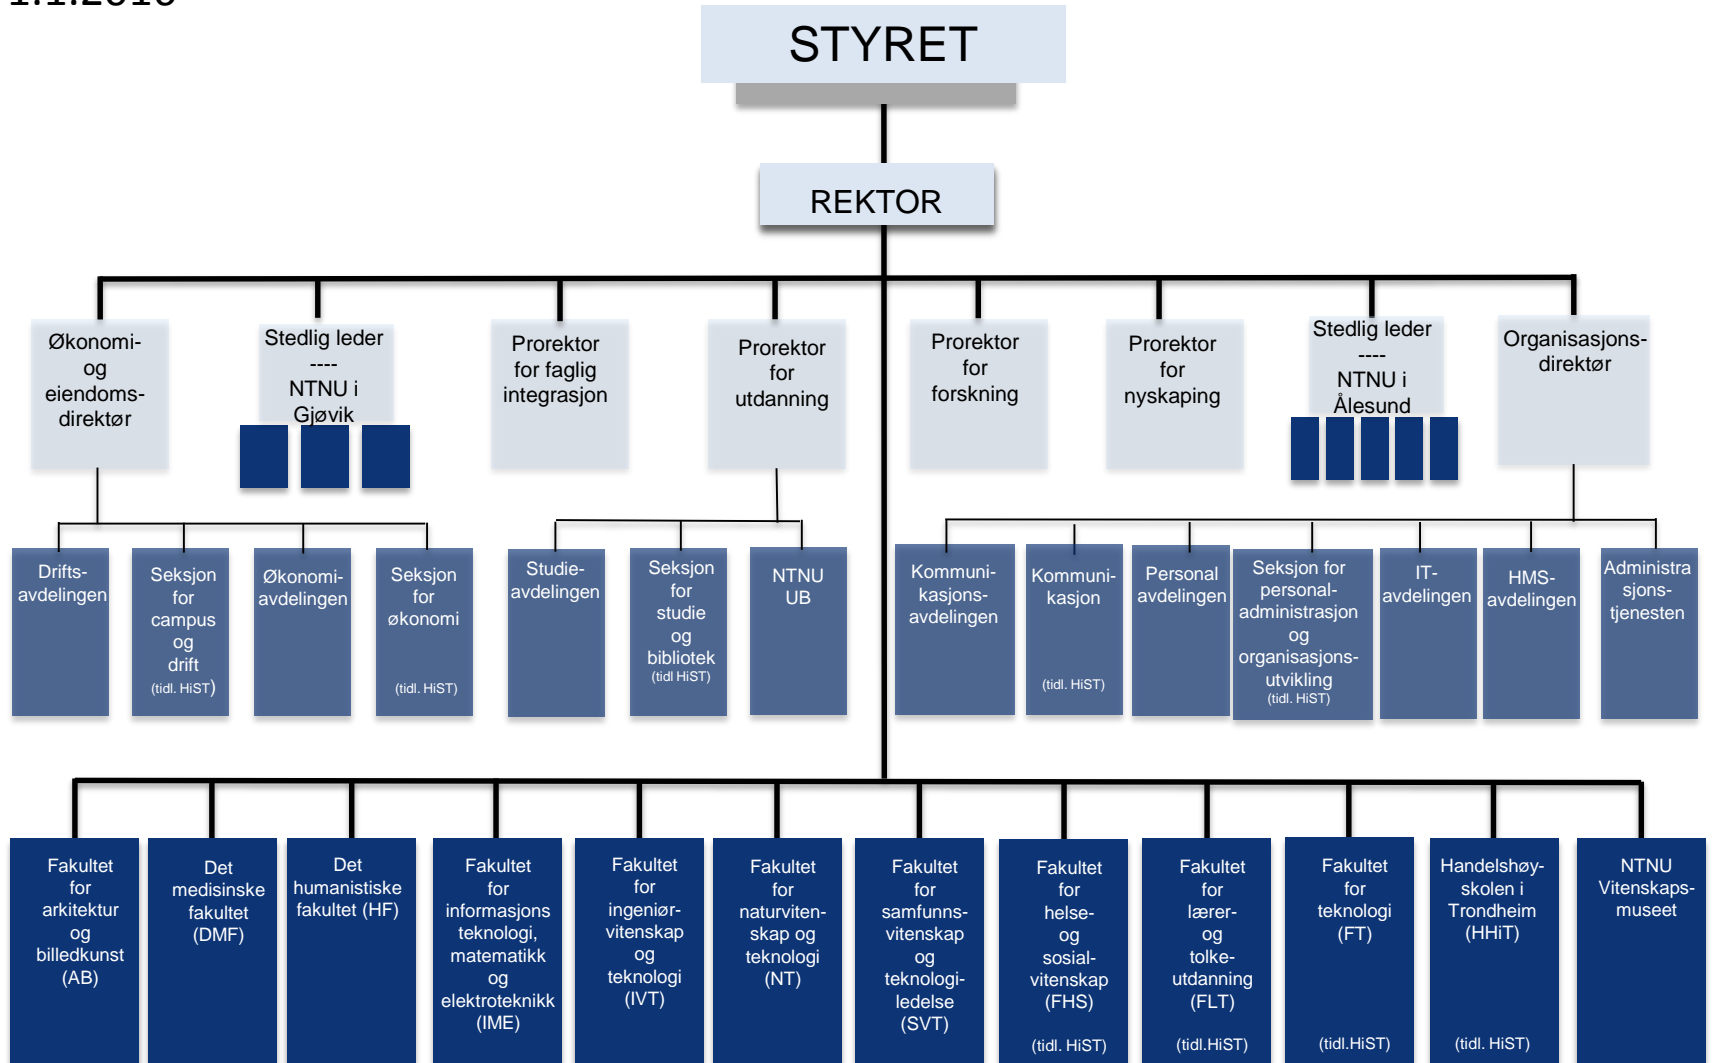 STYRET
REKTOR
Økonomi-
og
eiendoms-
direktør
Stedlig leder
----
NTNU i
Gjøvik
Prorektor
for faglig
integrasjon
Prorektor
for
utdanning
Prorektor
for
forskning
Prorektor
for
nyskaping
Stedlig leder
----
NTNU i
Ålesund
Organisasjons-
direktør
Drifts-
avdelingen
Seksjon
for
campus
og
drift
(tidl. HiST)
Økonomi-
avdelingen
Seksjon
for
økonomi
(tidl. HiST)
Studie-
avdelingen
Seksjon
for
studie
og
bibliotek
(tidl HiST)
NTNU
UB
Kommuni-
kasjons-
avdelingen
Kommuni-
kasjon
(tidl. HiST)
Personal
avdelingen
Seksjon for
personal-
administrasjon
og
organisasjons-
utvikling
(tidl. HiST)
IT-
avdelingen
HMS-
avdelingen
Administra
sjons-
tjenesten
Fakultet
for
arkitektur
og
billedkunst
(AB)
Det
medisinske
fakultet
(DMF)
Det
humanistiske
fakultet (HF)
Fakultet
for
informasjons
teknologi,
matematikk
og
elektroteknikk
(IME)
Fakultet
for
ingeniør-
vitenskap
og
teknologi
(IVT)
Fakultet
for
naturviten-
skap og
teknologi
(NT)
Fakultet
for
samfunns-
vitenskap
og
teknologi-
ledelse
(SVT)
Fakultet
for
helse-
og
sosial-
vitenskap
(FHS)
(tidl. HiST)
Fakultet
for
lærer-
og
tolke-
utdanning
(FLT)
(tidl.HiST)
Fakultet
for
teknologi
(FT)
(tidl.HiST)
Handelshøy-
skolen i
Trondheim
(HHiT)
(tidl. HiST)
NTNU
Vitenskaps-
museet